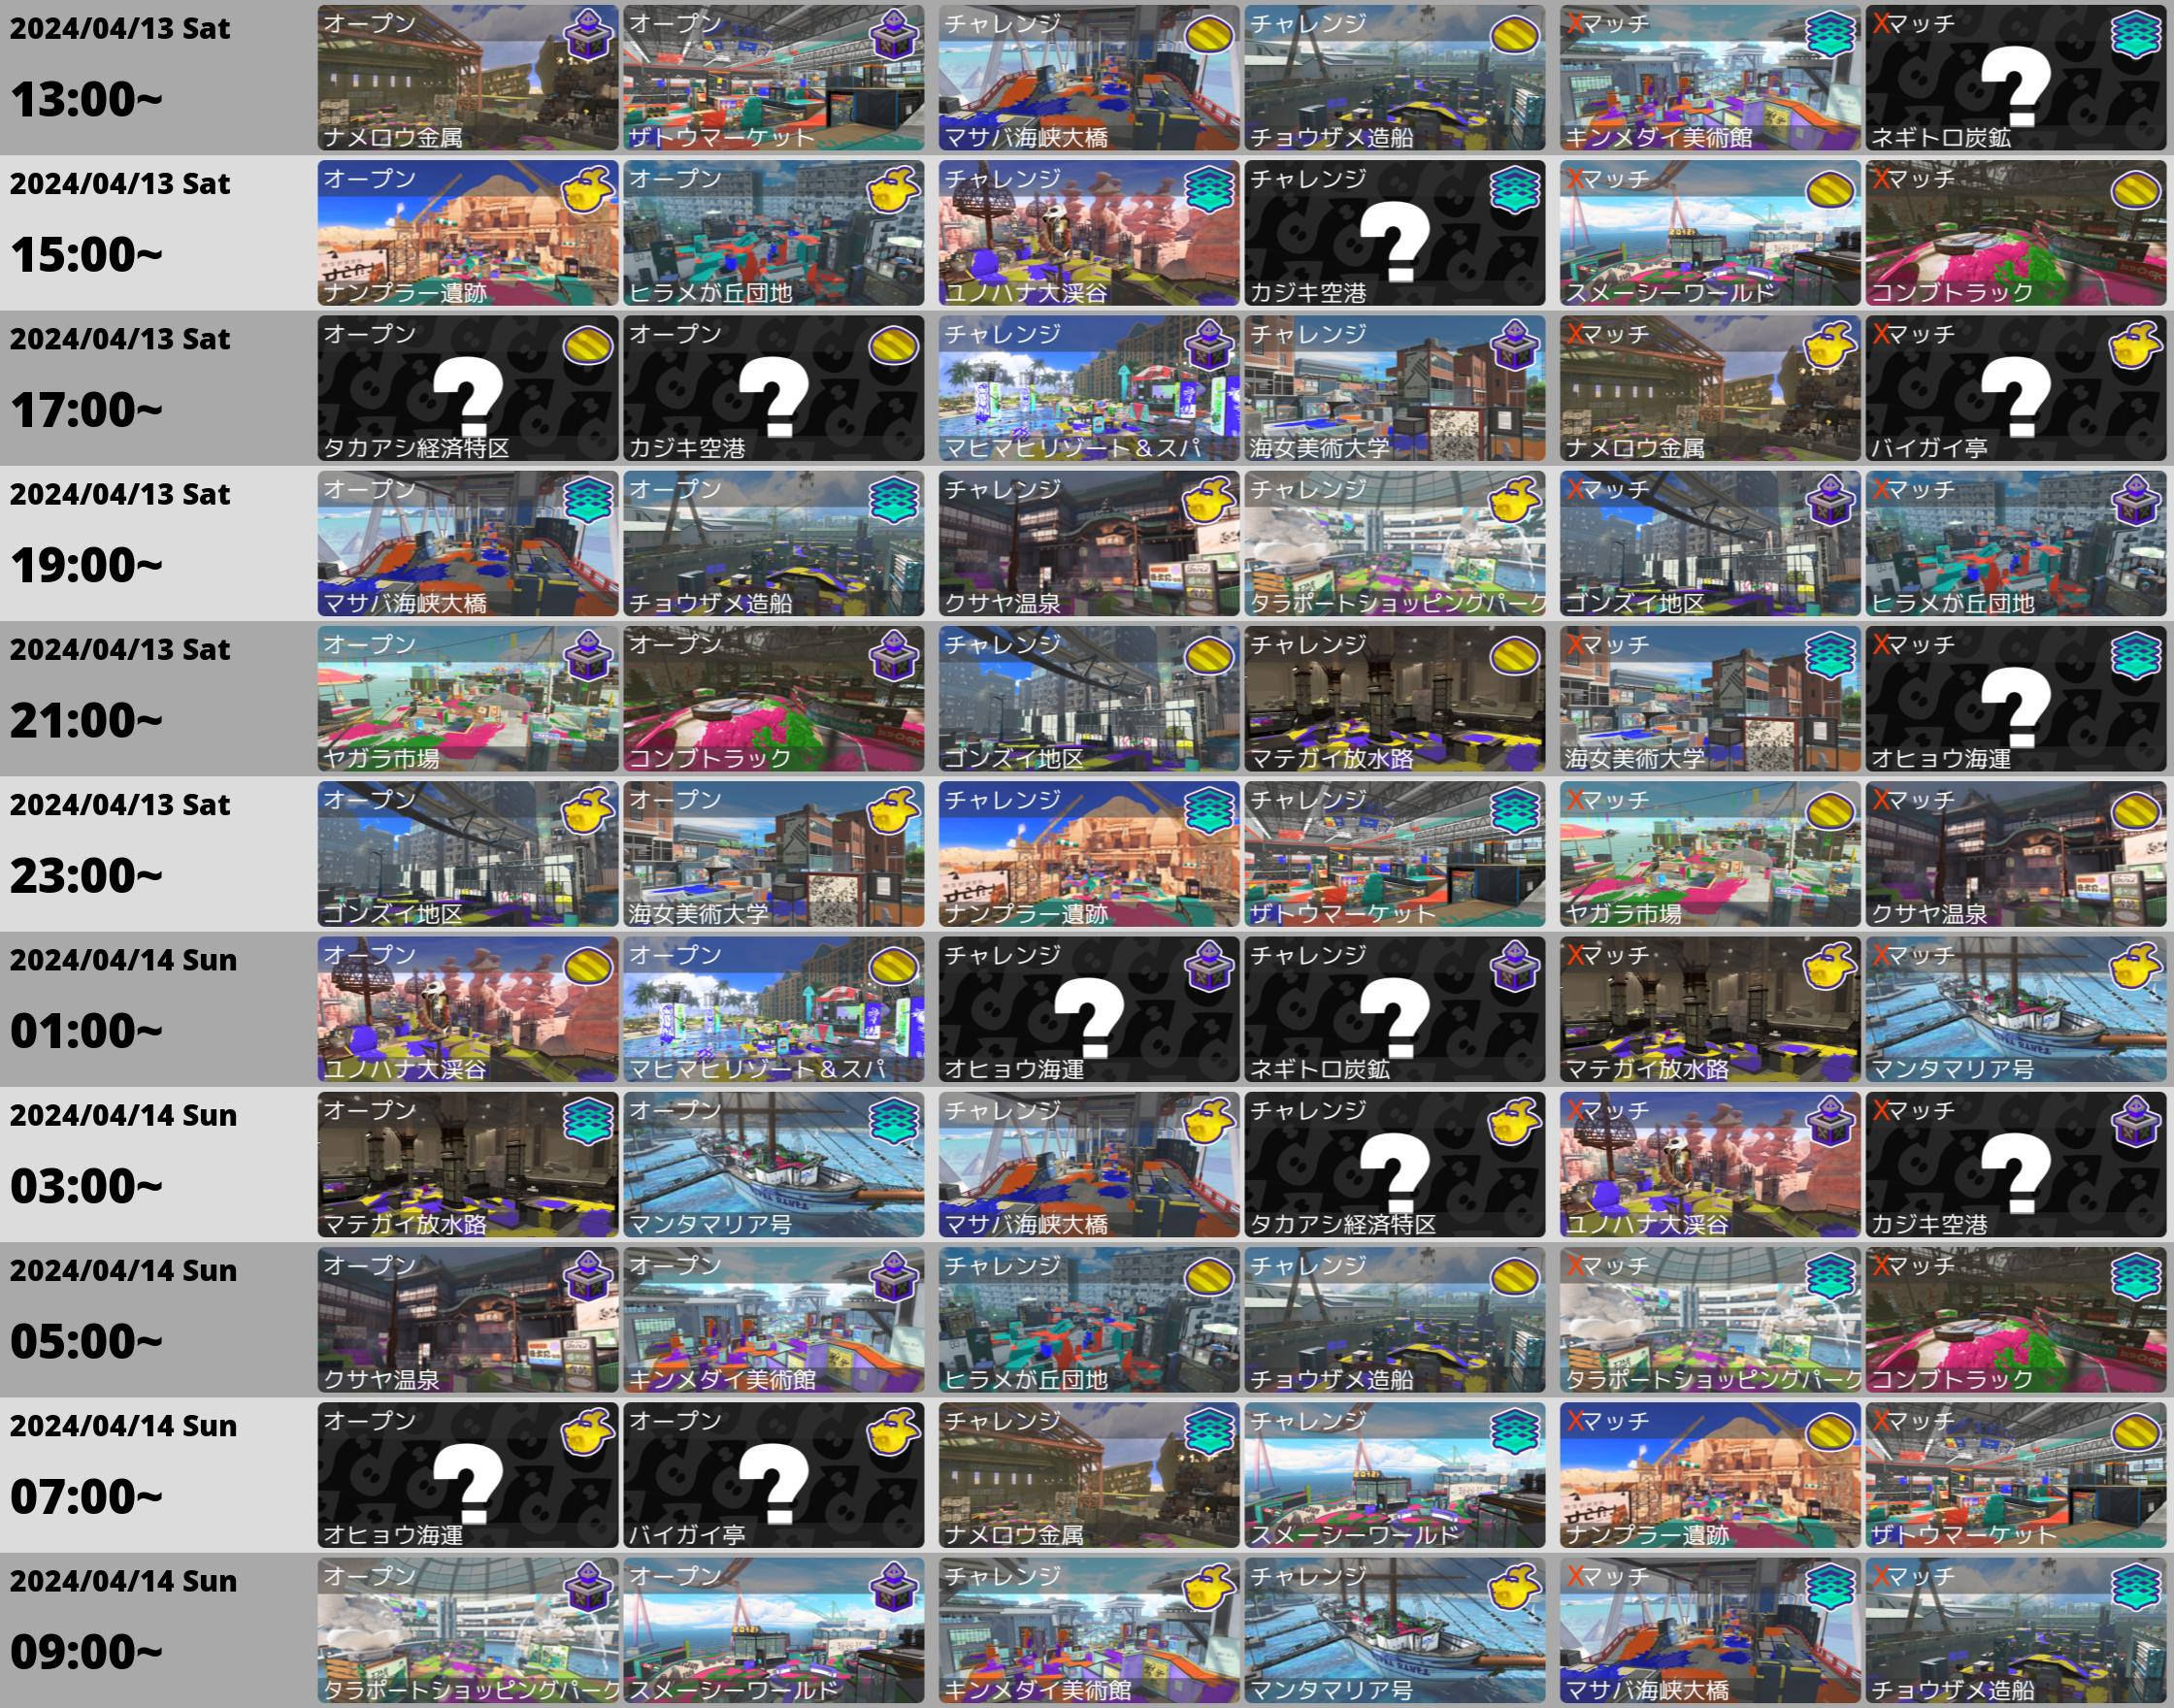 2024/04/13 Sat
13:00~
オープン オープン チャレンジ チャレンジ Xマッチ Xマッチ
ナメロウ金属 ザトウマーケット マサバ海峡大橋 チョウザメ造船 キンメダイ美術館 ネギトロ炭鉱
2024/04/13 Sat
15:00~
オープン オープン チャレンジ チャレンジ Xマッチ Xマッチ
ナンプラー遺跡 ヒラメが丘団地 ユノハナ大渓谷 カジキ空港 スメーシーワールド コンブトラック
2024/04/13 Sat
17:00~
オープン オープン チャレンジ チャレンジ Xマッチ Xマッチ
タカアシ経済特区 カジキ空港 マヒマヒリゾート&スパ 海女美術大学 ナメロウ金属 バイガイ亭
2024/04/13 Sat
19:00~
オープン オープン チャレンジ チャレンジ Xマッチ Xマッチ
マサバ海峡大橋 チョウザメ造船 クサヤ温泉 タラポートショッピングパーク ゴンズイ地区 ヒラメが丘団地
2024/04/13 Sat
21:00~
オープン オープン チャレンジ チャレンジ Xマッチ Xマッチ
ヤガラ市場 コンブトラック ゴンズイ地区 マテガイ放水路 海女美術大学 オヒョウ海運
2024/04/13 Sat
23:00~
オープン オープン チャレンジ チャレンジ Xマッチ Xマッチ
ゴンズイ地区 海女美術大学 ナンプラー遺跡 ザトウマーケット ヤガラ市場 クサヤ温泉
2024/04/14 Sun
01:00~
オープン オープン チャレンジ チャレンジ Xマッチ Xマッチ
ユノハナ大渓谷 マヒマヒリゾート&スパ オヒョウ海運 ネギトロ炭鉱 マテガイ放水路 マンタマリア号
2024/04/14 Sun
03:00~
オープン オープン チャレンジ チャレンジ Xマッチ Xマッチ
マテガイ放水路 マンタマリア号 マサバ海峡大橋 タカアシ経済特区 ユノハナ大渓谷 カジキ空港
2024/04/14 Sun
05:00~
オープン オープン チャレンジ チャレンジ Xマッチ Xマッチ
クサヤ温泉 キンメダイ美術館 ヒラメが丘団地 チョウザメ造船 タラポートショッピングパーク コンブトラック
2024/04/14 Sun
07:00~
オープン オープン チャレンジ チャレンジ Xマッチ Xマッチ
オヒョウ海運 バイガイ亭 ナメロウ金属 スメーシーワールド ナンプラー遺跡 ザトウマーケット
2024/04/14 Sun
09:00~
オープン オープン チャレンジ チャレンジ Xマッチ Xマッチ
タラポートショッピングパーク スメーシーワールド キンメダイ美術館 マンタマリア号 マサバ海峡大橋 チョウザメ造船